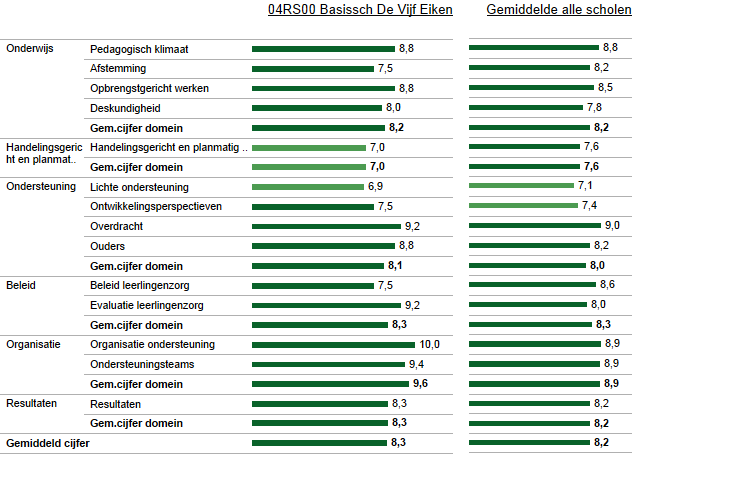 04RS00 Basissch De Vijf Eiken Gemiddelde alle scholen
Onderwijs Pedagogisch klimaat 8,8 8,8
Afstemming 7,5 8,2
Opbrengstgericht werken 8,8 8,5
Deskundigheid 8,0 7,8
Gem.cijfer domein 8,2 8,2
Handelingsgeric Handelingsgericht en planmatig .. 7,0 7,6
ht en planmat..
Gem.cijfer domein 7,0 7,6
Ondersteuning Lichte ondersteuning 6,9 7,1
Ontwikkelingsperspectieven 7,5 7,4
Overdracht 9,2 9,0
Ouders 8,8 8,2
Gem.cijfer domein 8,1 8,0
Beleid Beleid leerlingenzorg 7,5 8,6
Evaluatie leerlingenzorg 9,2 8,0
Gem.cijfer domein 8,3 8,3
Organisatie Organisatie ondersteuning 10,0 8,9
Ondersteuningsteams 9,4 8,9
Gem.cijfer domein 9,6 8,9
Resultaten Resultaten 8,3 8,2
Gem.cijfer domein 8,3 8,2
Gemiddeld cijfer 8,3 8,2